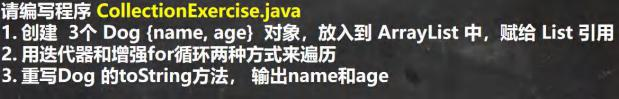 请编写程序 CollectionExercise.java
1. 创建 3个 Dog {name, age} 对象，放入到 ArrayList 中，赋给 List 引用
2. 用迭代器和增强for循环两种方式来遍历
3. 重写Dog 的toString方法， 输出name和age